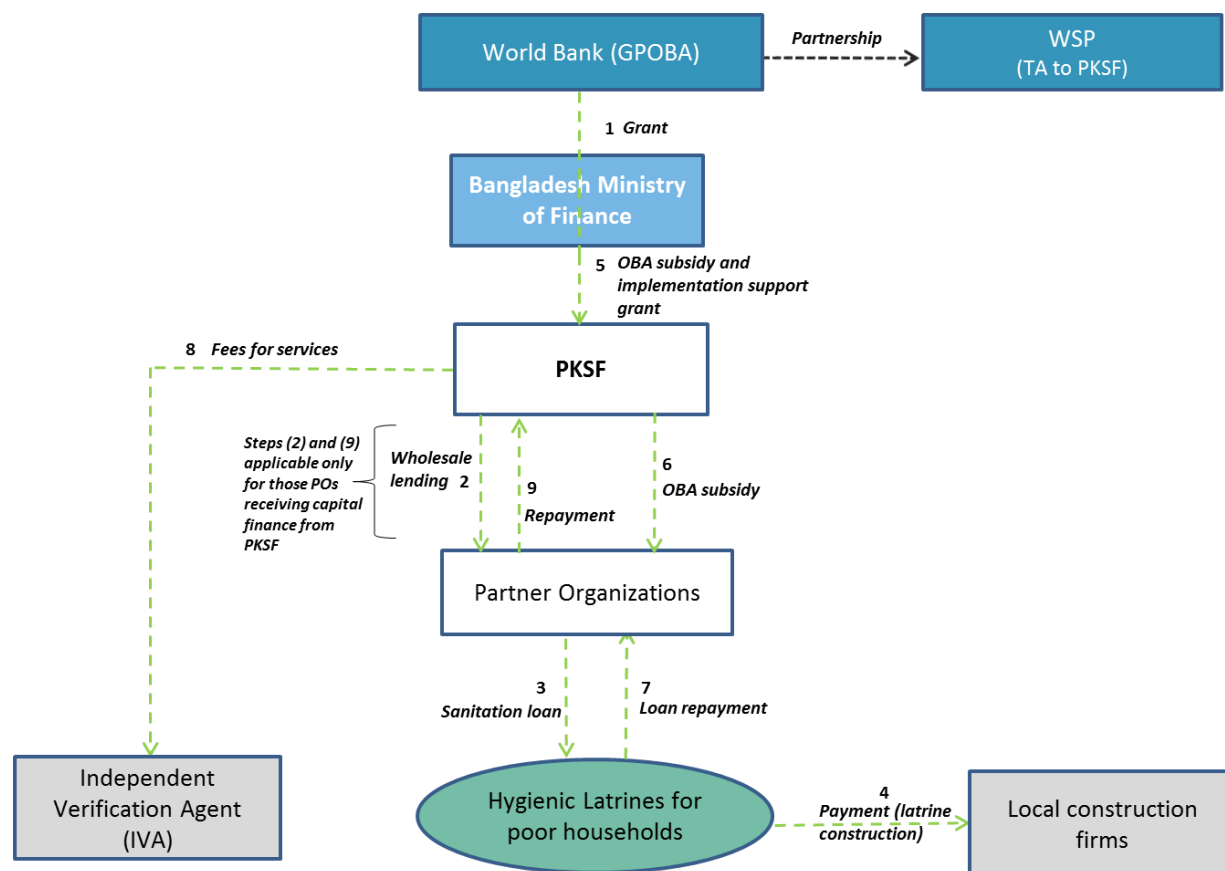 World Bank (GPOBA)
Partnership
WSP
(TA to PKSF)
1 Grant
Bangladesh Ministry
of Finance
5 OBA subsidy and
implementation support
grant
PKSF
8 Fees for services
Steps (2) and (9)
applicable only
for those POs
receiving capital
finance from
PKSF
Wholesale
lending 2
9
Repayment
6
OBA subsidy
Partner Organizations
3
Sanitation loan
7
Loan repayment
Independent
Verification Agent
(IVA)
Hygienic Latrines for
poor households
4
Payment (latrine
construction)
Local construction
firms